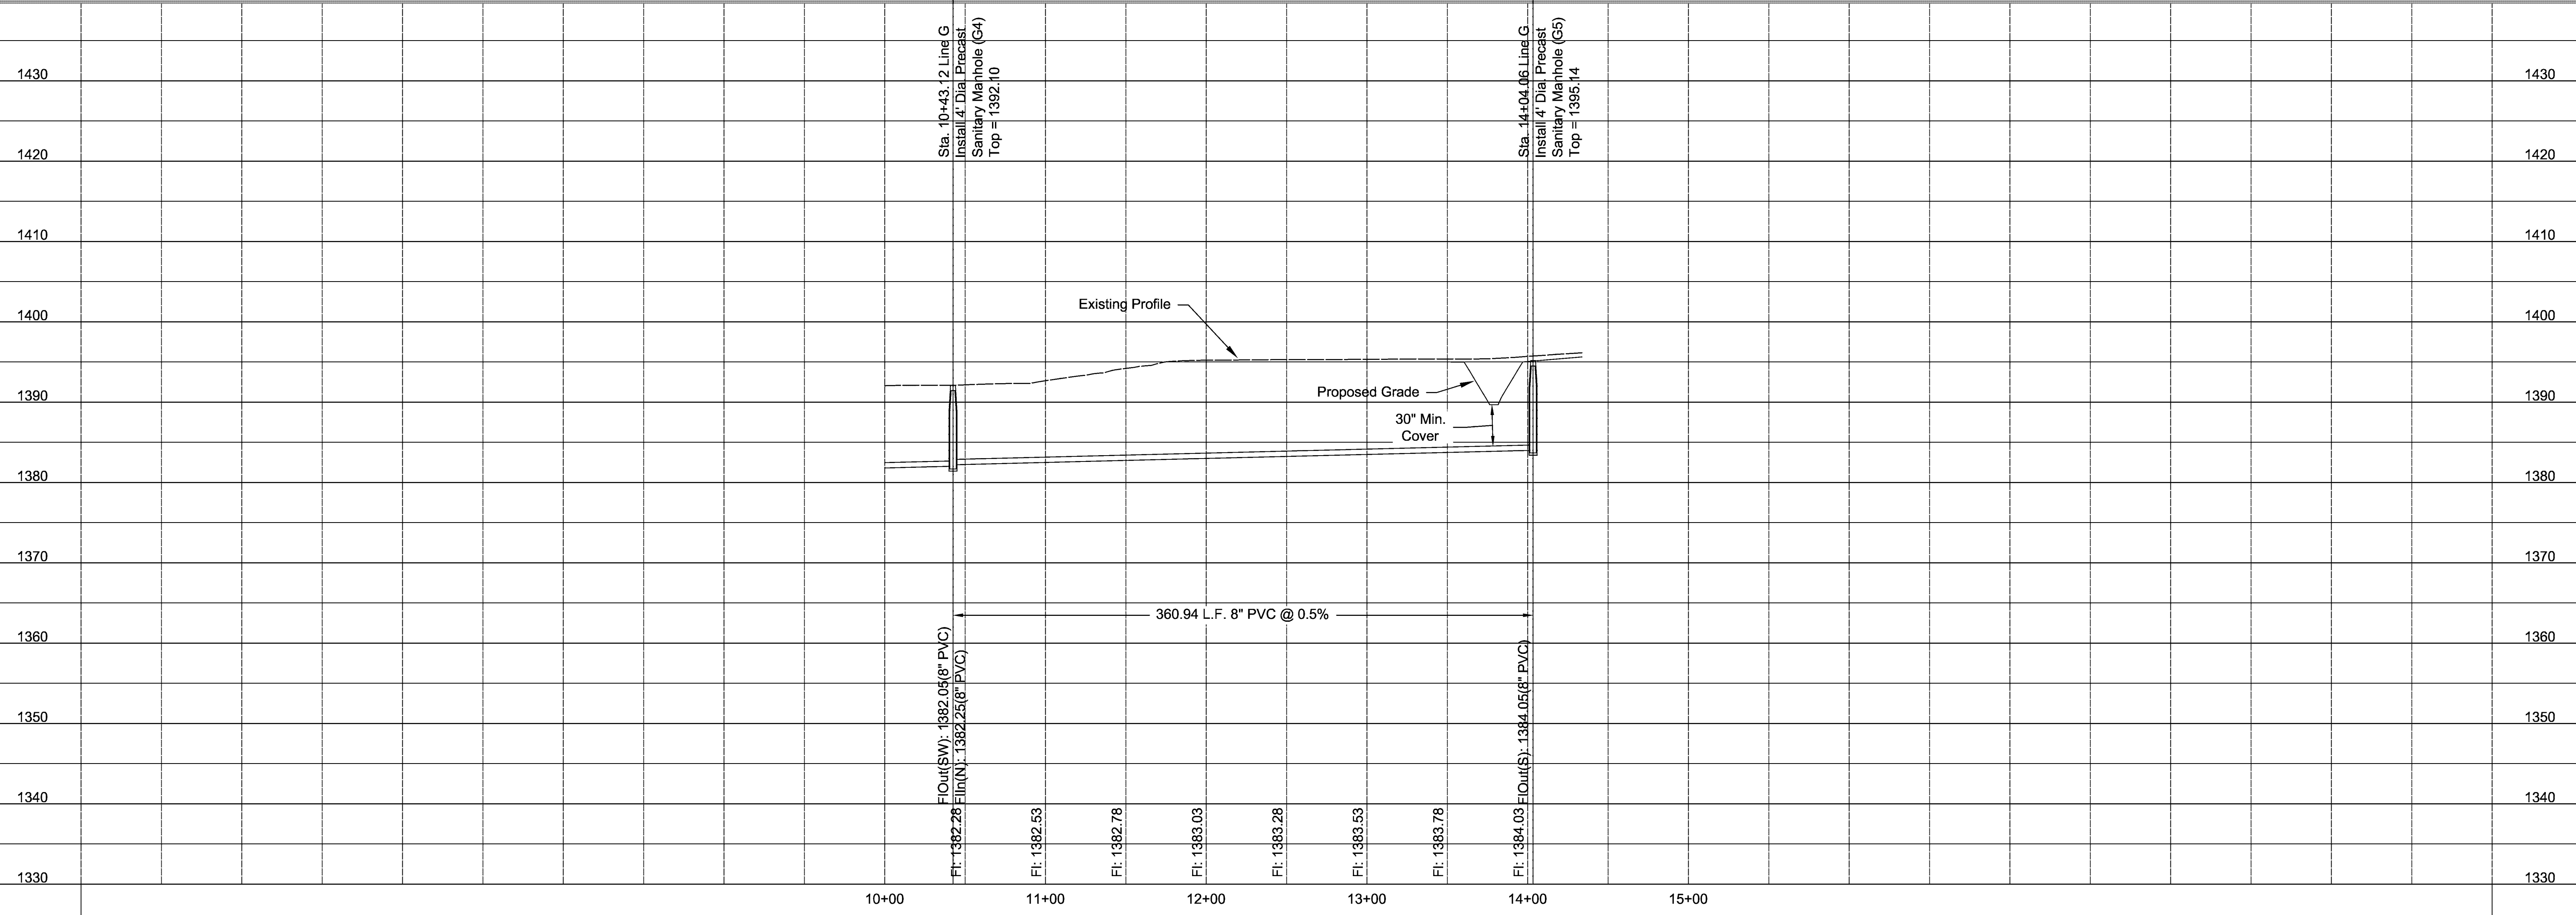 Sta. 10+43.12 Line G
Install 4' Dia. Precast
Sanitary Manhole (G4)
Top = 1392.10
Sta. 14+04.06 Line G
Install 4' Dia. Precast
Sanitary Manhole (G5)
Top = 1395.14
1430
1430
1420
1420
1410
1410
1400
1400
1390
1390
1380
1380
1370
1370
1360
1360
1350
1350
1340
1340
1330
1330
Existing Profile
Proposed Grade
30" Min.
Cover
360.94 L.F. 8" PVC @ 0.5%
FlOut(SW): 1382.05(8" PVC)
FlIn(N): 1382.25(8" PVC)
FlOut(S): 1384.05(8" PVC)
Fl: 1382.28
Fl: 1382.53
Fl: 1382.78
Fl: 1383.03
Fl: 1383.28
Fl: 1383.53
Fl: 1383.78
Fl: 1384.03
10+00
11+00
12+00
13+00
14+00
15+00